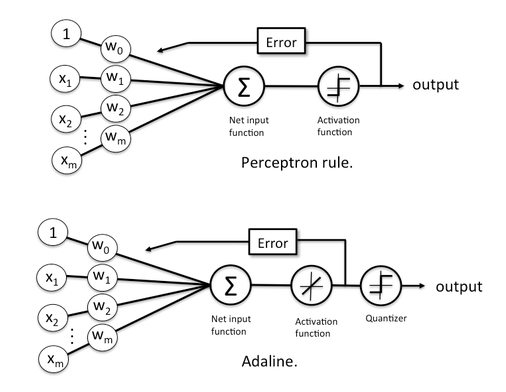 1
w0
x1
w1
x2
w2
⋮
xm
wm
Error
Σ
output
Net input
function
Activation
function
Perceptron rule.
1
w0
x1
w1
x2
w2
⋮
xm
wm
Error
Σ
output
Net input
function
Activation
function
Quantizer
Adaline.